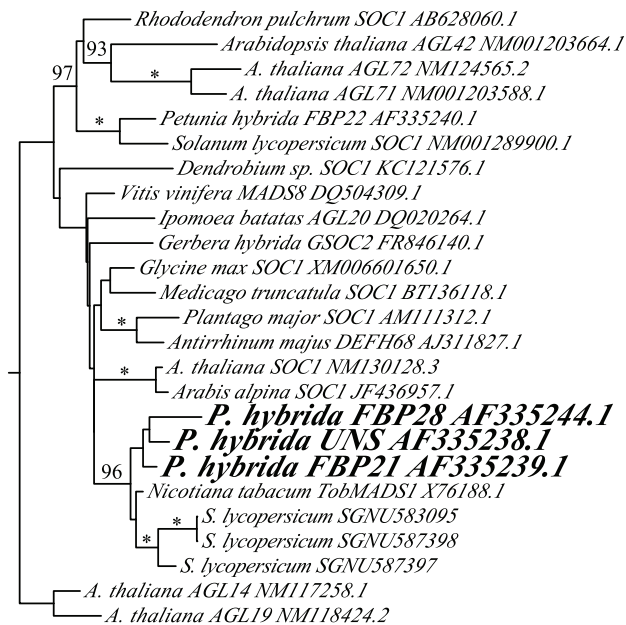 Rhododendron pulchrum SOC1 AB628060.1
93
Arabidopsis thaliana AGL42 NM001203664.1
97
*
A. thaliana AGL72 NM124565.2
A. thaliana AGL71 NM001203588.1
*
Petunia hybrida FBP22 AF335240.1
Solanum lycopersicum SOC1 NM001289900.1
Dendrobium sp. SOC1 KC121576.1
Vitis vinifera MADS8 DQ504309.1
Ipomoea batatas AGL20 DQ020264.1
Gerbera hybrida GSOC2 FR846140.1
Glycine max SOC1 XM006601650.1
Medicago truncatula SOC1 BT136118.1
*
Plantago major SOC1 AM111312.1
Antirrhinum majus DEFH68 AJ311827.1
*
A. thaliana SOC1 NM130128.3
Arabis alpina SOC1 JF436957.1
P. hybrida FBP28 AF335244.1
P. hybrida UNS AF335238.1
96
P. hybrida FBP21 AF335239.1
Nicotiana tabacum TobMADS1 X76188.1
*
S. lycopersicum SGNU583095
*
S. lycopersicum SGNU587398
S. lycopersicum SGNU587397
A. thaliana AGL14 NM117258.1
A. thaliana AGL19 NM118424.2